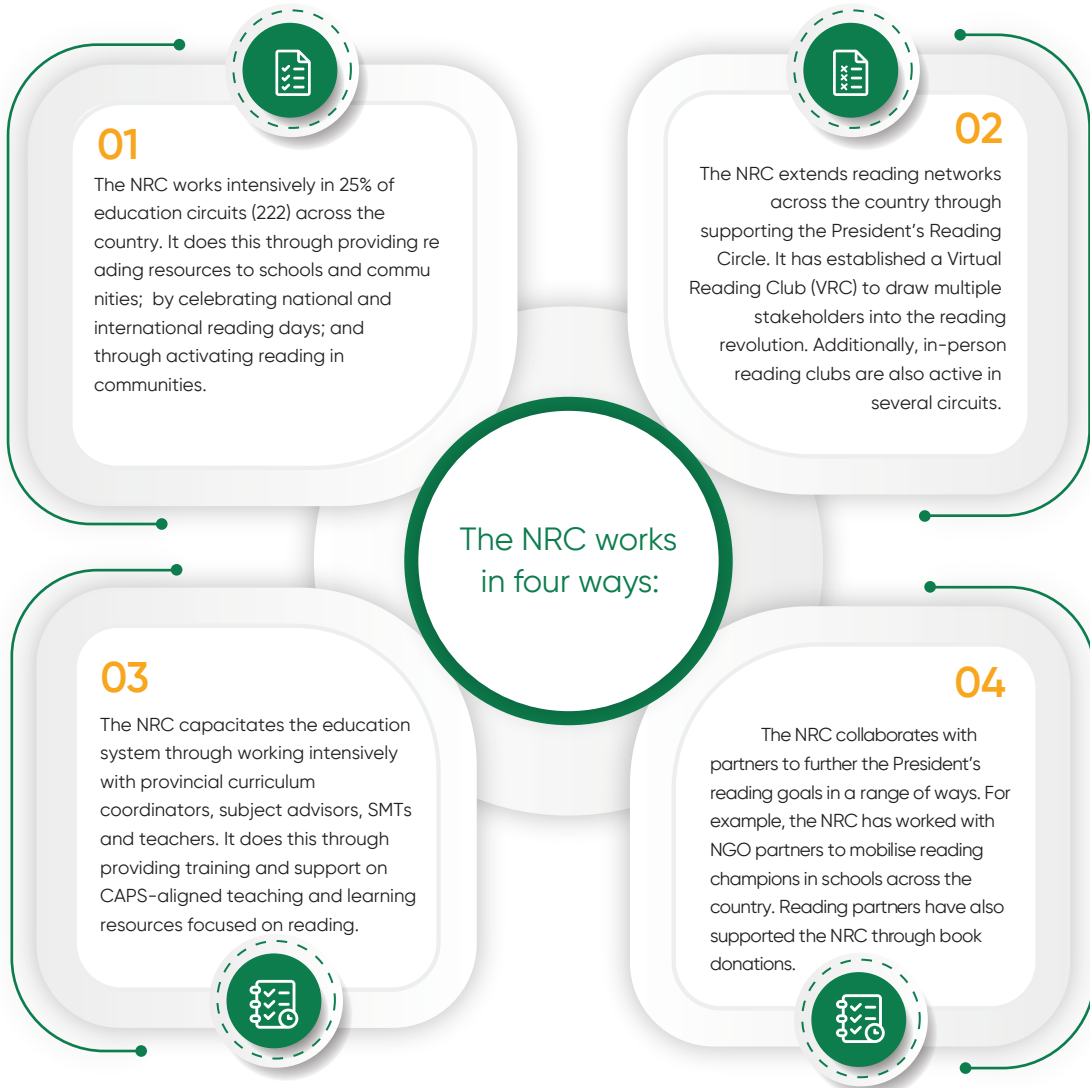 01
The NRC works intensively in 25% of
education circuits (222) across the
country. It does this through providing re
ading resources to schools and commu
nities;  by celebrating national and
international reading days; and
through activating reading in
communities.
02
The NRC extends reading networks
across the country through
supporting the President’s Reading
Circle. It has established a Virtual
Reading Club (VRC) to draw multiple
stakeholders into the reading
revolution. Additionally, in-person
reading clubs are also active in
several circuits.
The NRC works
in four ways:
03
The NRC capacitates the education
system through working intensively
with provincial curriculum
coordinators, subject advisors, SMTs
and teachers. It does this through
providing training and support on
CAPS-aligned teaching and learning
resources focused on reading.
04
The NRC collaborates with
partners to further the President’s
reading goals in a range of ways. For
example, the NRC has worked with
NGO partners to mobilise reading
champions in schools across the
country. Reading partners have also
supported the NRC through book
donations.